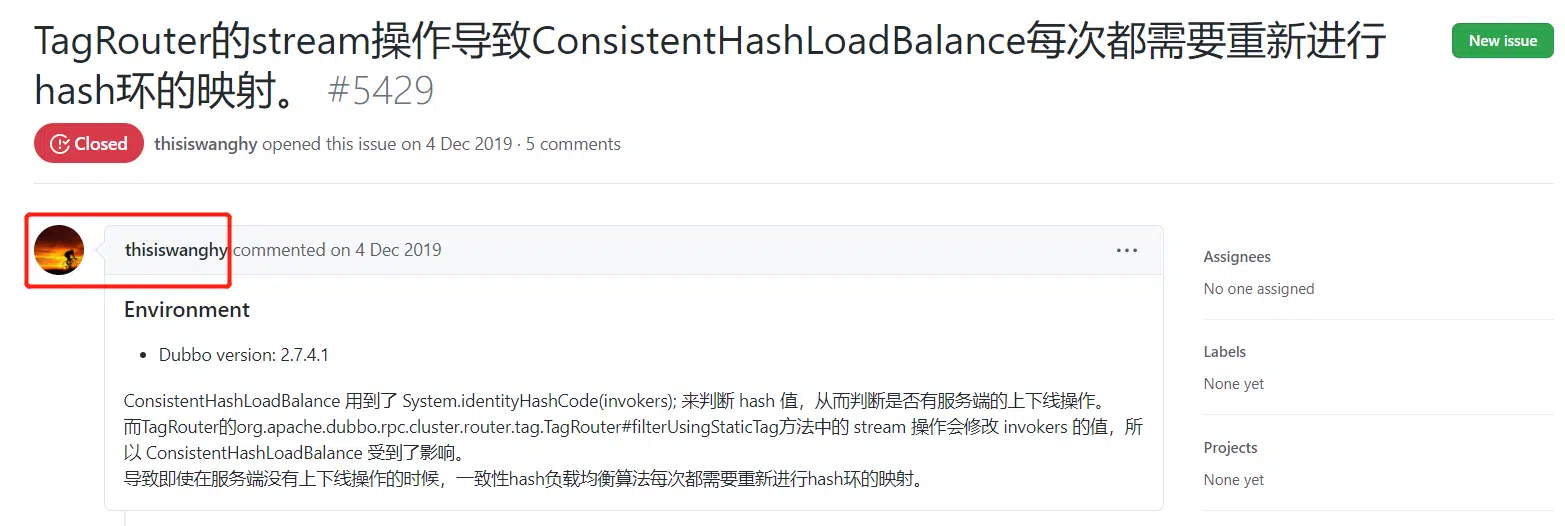 TagRouter的stream操作导致ConsistentHashLoadBalance每次都需要重新进行
hash环的映射。 #5429
New issue
Closed
thisiswanghy opened this issue on 4 Dec 2019 · 5 comments
thisiswanghy commented on 4 Dec 2019
Environment
• Dubbo version: 2.7.4.1
ConsistentHashLoadBalance 用到了 System.identityHashCode(invokers); 来判断 hash 值，从而判断是否有服务端的上下线操作。
而TagRouter的org.apache.dubbo.rpc.cluster.router.tag.TagRouter#filterUsingStaticTag方法中的 stream 操作会修改 invokers 的值，所
以 ConsistentHashLoadBalance 受到了影响。
导致即使在服务端没有上下线操作的时候，一致性hash负载均衡算法每次都需要重新进行hash环的映射。
Assignees
No one assigned
Labels
None yet
Projects
None yet